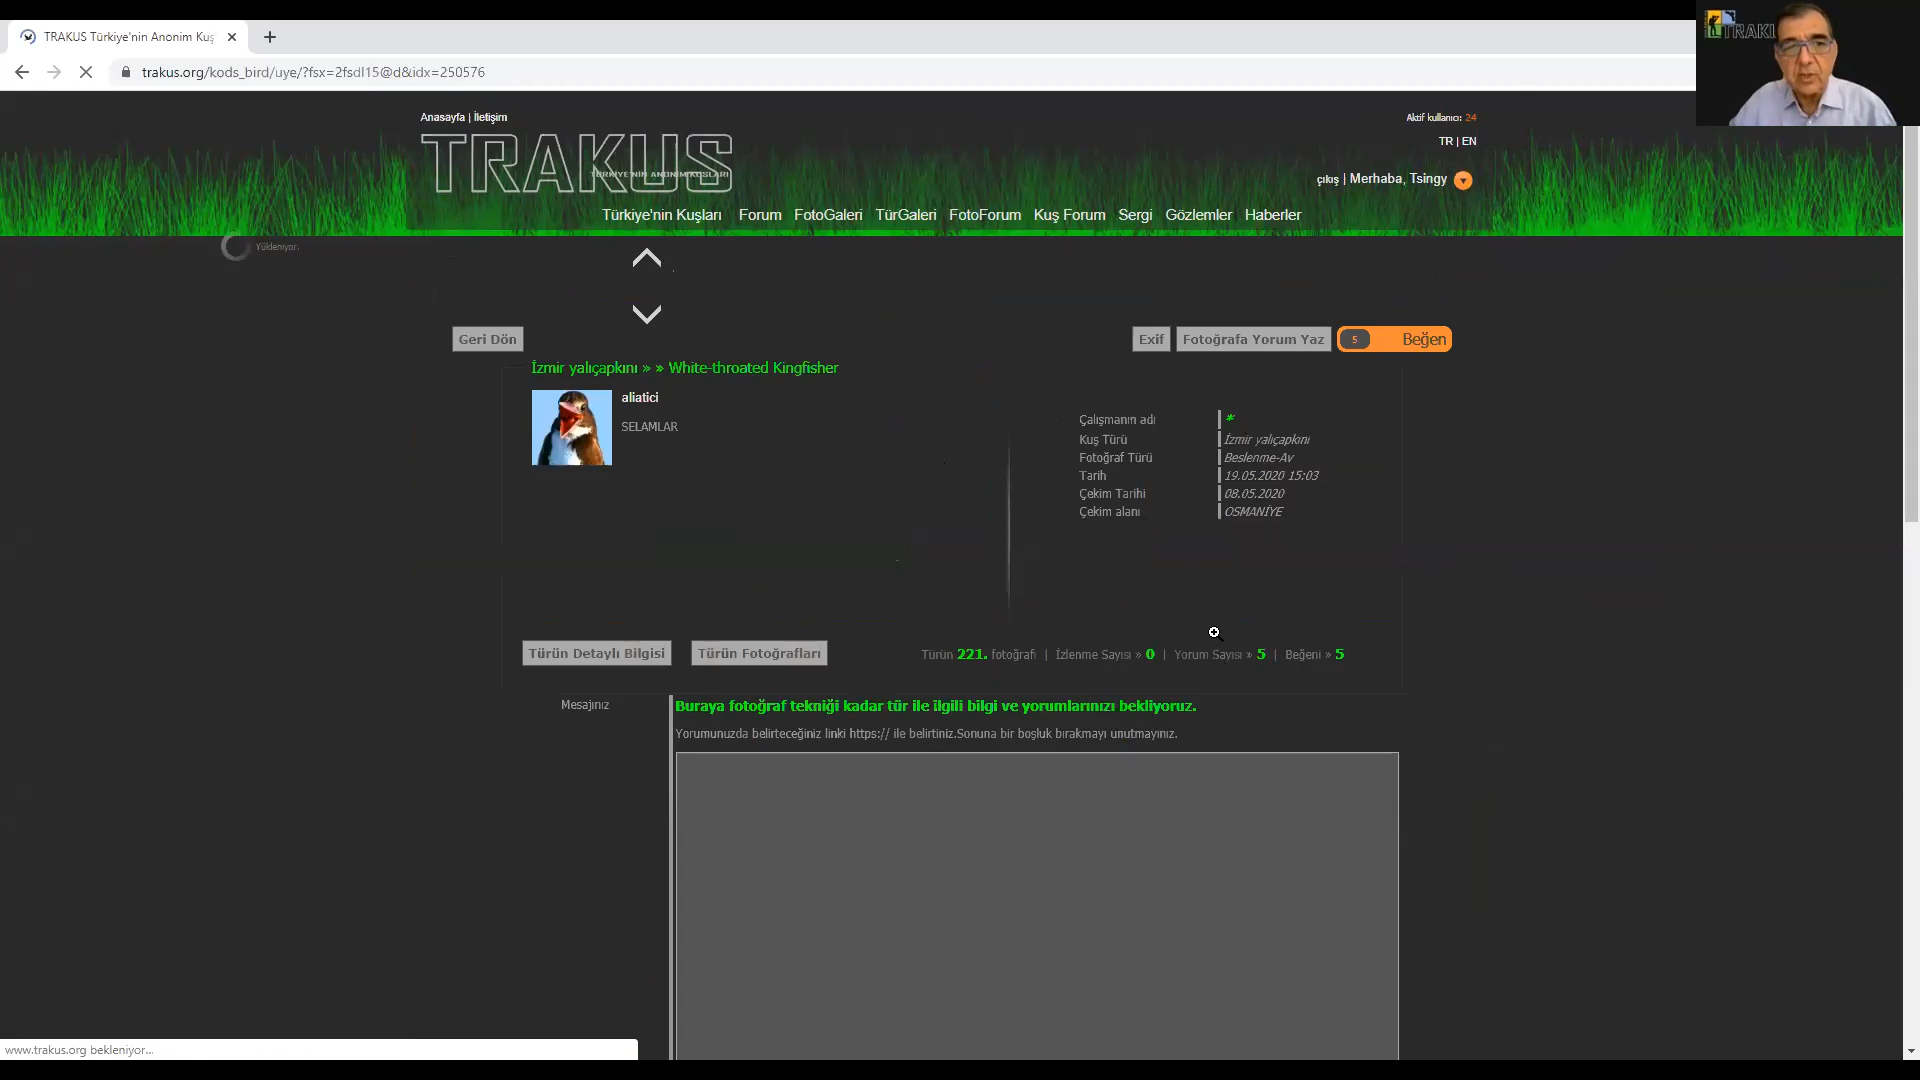 TRAKUS Türkiye'nin Anonim Kuş
trakus.org/kods_bird/uye/?fsx=2fsdl15@d&idx=250576
Anasayfa | İletişim
Aktif kullanıcı: 24
TR | EN
TRAKUS
TÜRKİYE'NİN ANONİM KUŞLARI
çıkış | Merhaba, Tsingy
Türkiye'nin Kuşları Forum FotoGaleri TürGaleri FotoForum Kuş Forum Sergi Gözlemler Haberler
Yükleniyor.
Geri Dön
Exif
Fotoğrafa Yorum Yaz
5 Beğen
İzmir yalıçapkını » » White-throated Kingfisher
aliatici
SELAMLAR
Çalışmanın adı *
Kuş Türü İzmir yalıçapkını
Fotoğraf Türü Beslenme-Av
Tarih 19.05.2020 15:03
Çekim Tarihi 08.05.2020
Çekim alanı OSMANİYE
Türün Detaylı Bilgisi
Türün Fotoğrafları
Türün 221. fotoğrafı | İzlenme Sayısı » 0 | Yorum Sayısı » 5 | Beğeni » 5
Mesajınız
Buraya fotoğraf tekniği kadar tür ile ilgili bilgi ve yorumlarınızı bekliyoruz.
Yorumunuzda belirteceğiniz linki https:// ile belirtiniz.Sonuna bir boşluk bırakmayı unutmayınız.
www.trakus.org bekleniyor...